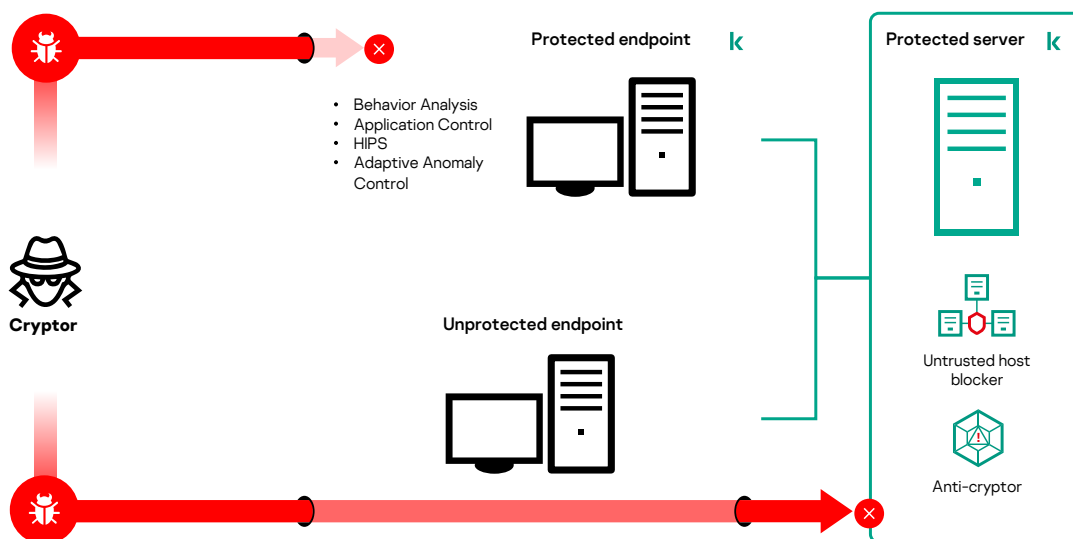 Protected endpoint
k
Protected server
k
• Behavior Analysis
• Application Control
• HIPS
• Adaptive Anomaly
Control
Cryptor
Unprotected endpoint
Untrusted host
blocker
!
Anti-cryptor